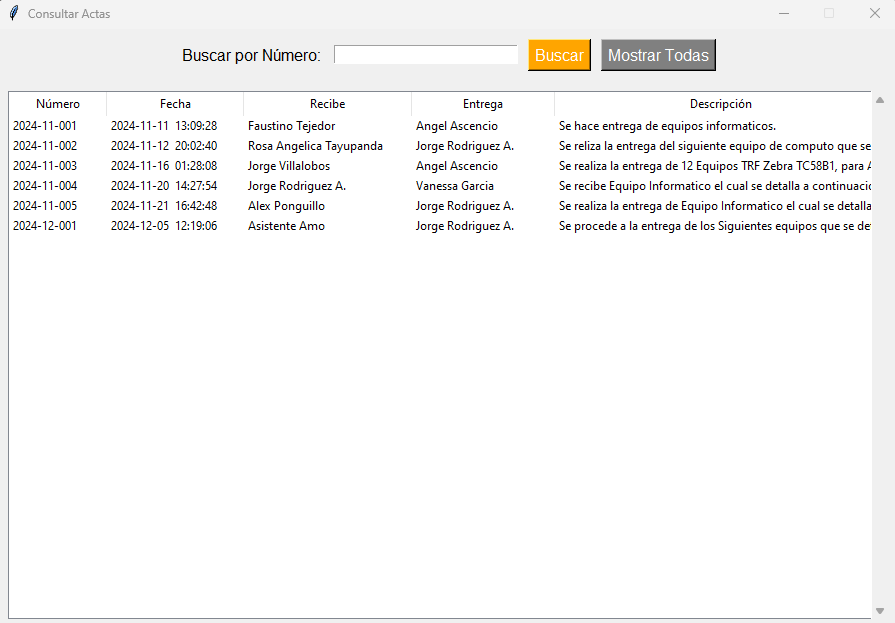 Consultar Actas
Buscar por Número: Buscar Mostrar Todas
Número Fecha Recibe Entrega Descripción
2024-11-001 2024-11-11 13:09:28 Faustino Tejedor Angel Ascencio Se hace entrega de equipos informaticos.
2024-11-002 2024-11-12 20:02:40 Rosa Angelica Tayupanda Jorge Rodriguez A. Se reliza la entrega del siguiente equipo de computo que se
2024-11-003 2024-11-16 01:28:08 Jorge Villalobos Angel Ascencio Se realiza la entrega de 12 Equipos TRF Zebra TC58B1, para
2024-11-004 2024-11-20 14:27:54 Jorge Rodriguez A. Vanessa Garcia Se recibe Equipo Informatico el cual se detalla a
2024-11-005 2024-11-21 16:42:48 Alex Ponguillo Jorge Rodriguez A. Se realiza la entrega de Equipo Informatico el cual se detalla
2024-12-001 2024-12-05 12:19:06 Asistente Amo Jorge Rodriguez A. Se procede a la entrega de los Siguientes equipos que se